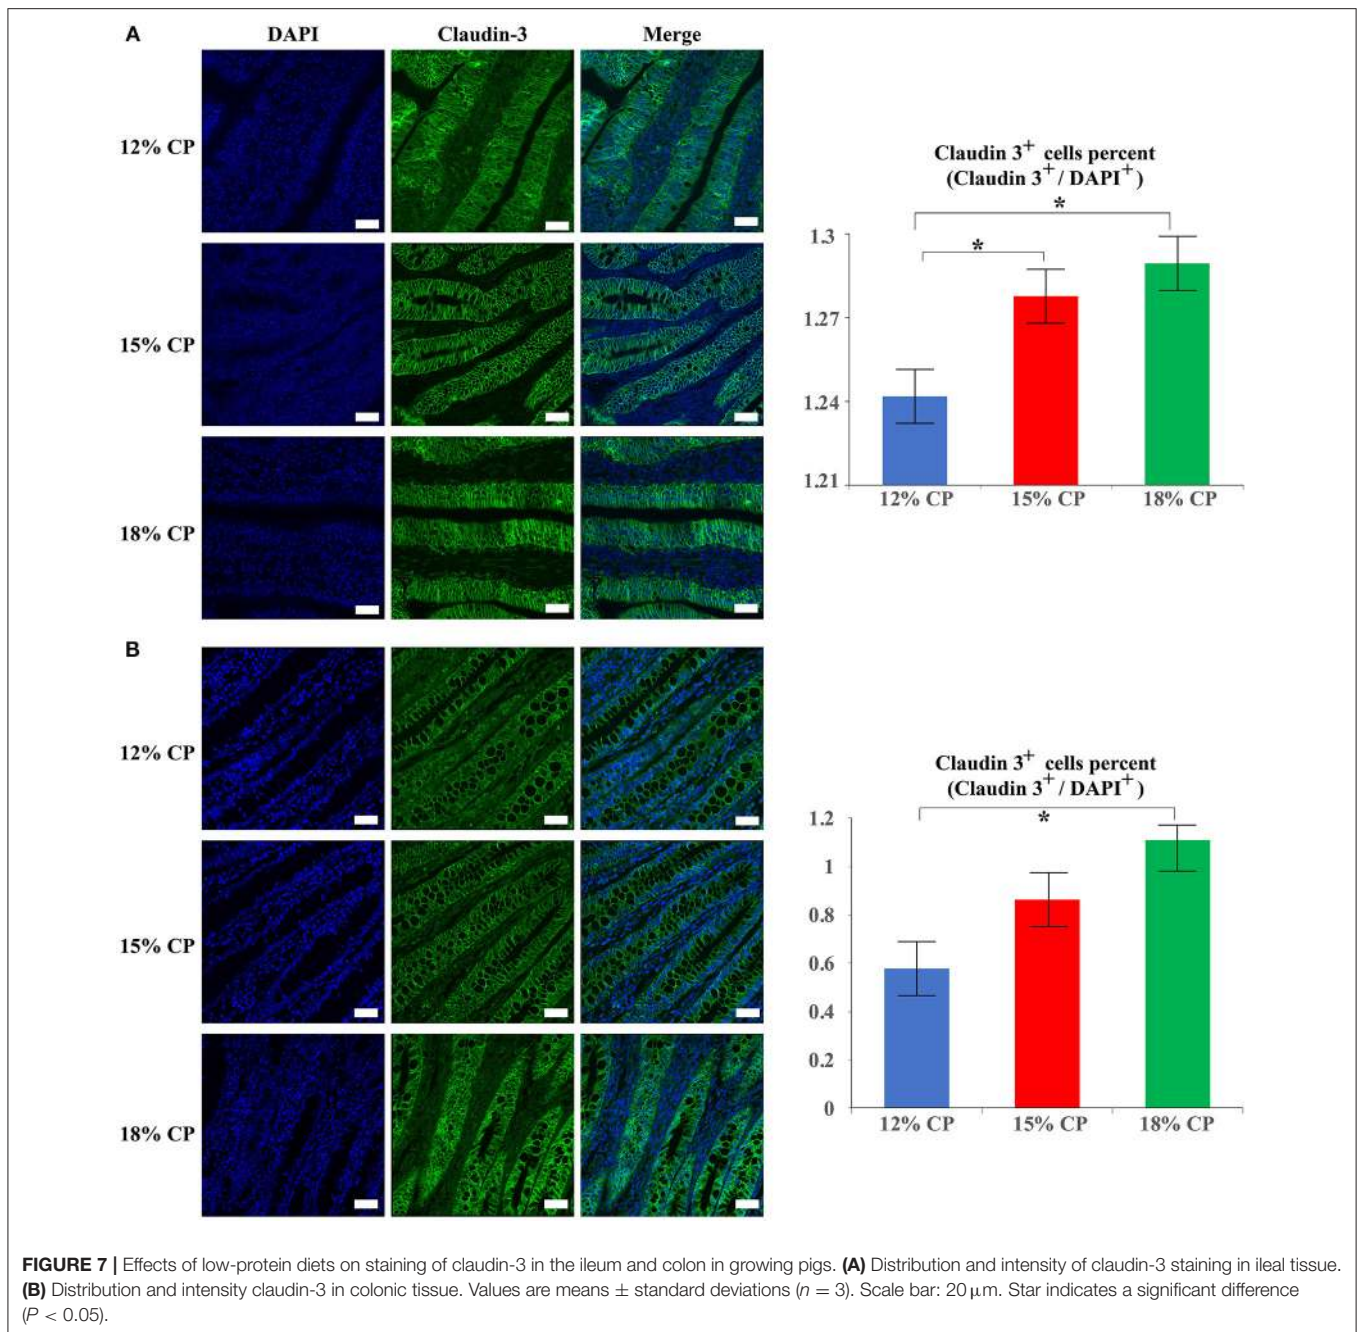 A
DAPI Claudin-3 Merge
12% CP
15% CP
18% CP
Claudin 3+ cells percent
(Claudin 3+ / DAPI+)
*
*
1.3
1.27
1.24
1.21
12% CP 15% CP 18% CP
B
12% CP
15% CP
18% CP
Claudin 3+ cells percent
(Claudin 3+ / DAPI+)
*
1.2
1
0.8
0.6
0.4
0.2
0
12% CP 15% CP 18% CP
FIGURE 7 | Effects of low-protein diets on staining of claudin-3 in the ileum and colon in growing pigs. (A) Distribution and intensity of claudin-3 staining in ileal tissue.
(B) Distribution and intensity claudin-3 in colonic tissue. Values are means ± standard deviations (n = 3). Scale bar: 20 μm. Star indicates a significant difference
(P < 0.05).